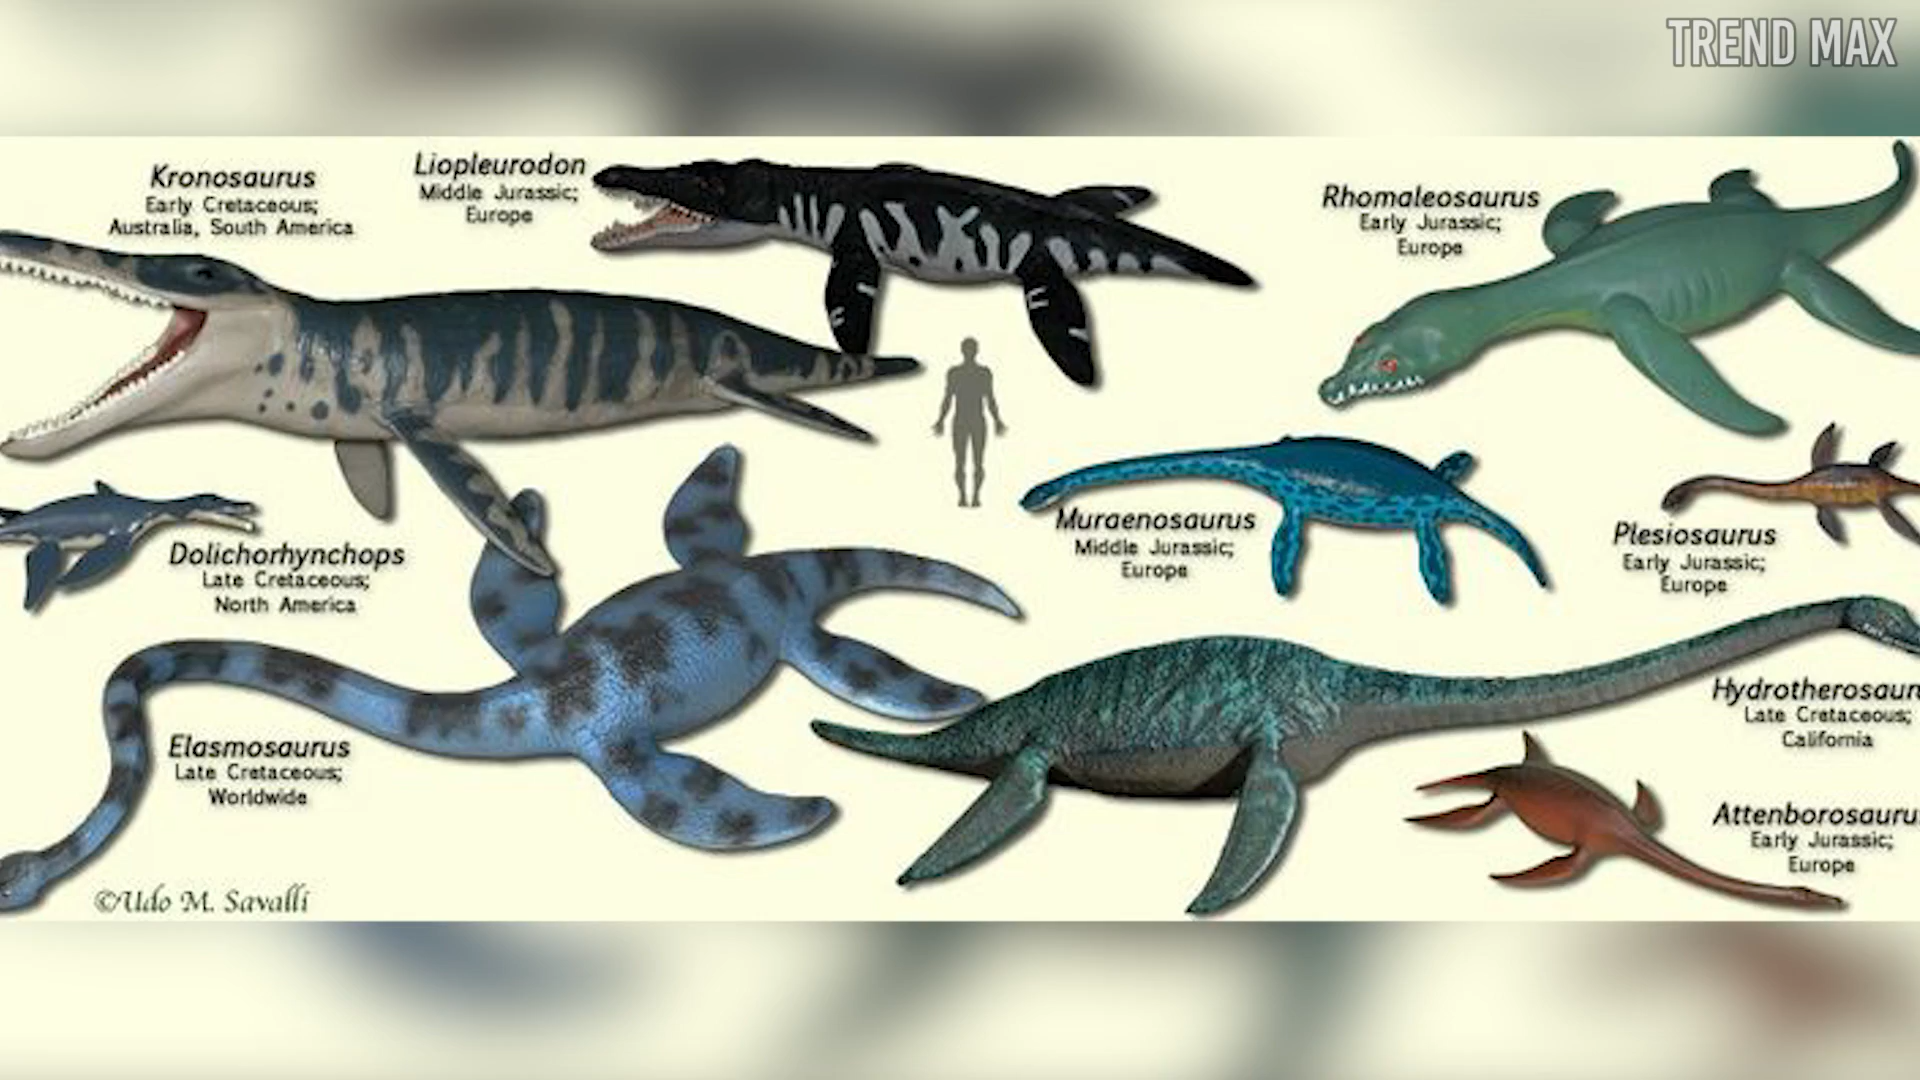 TREND MAX
Kronosaurus
Early Cretaceous;
Australia, South America
Liopleurodon
Middle Jurassic;
Europe
Rhomaleosaurus
Early Jurassic;
Europe
Dolichorhynchops
Late Cretaceous;
North America
Muraenosaurus
Middle Jurassic;
Europe
Plesiosaurus
Early Jurassic;
Europe
Elasmosaurus
Late Cretaceous;
Worldwide
Hydrotherosaur
Late Cretaceous;
California
Attenborosauru
Early Jurassic;
Europe
©Udo M. Savalli